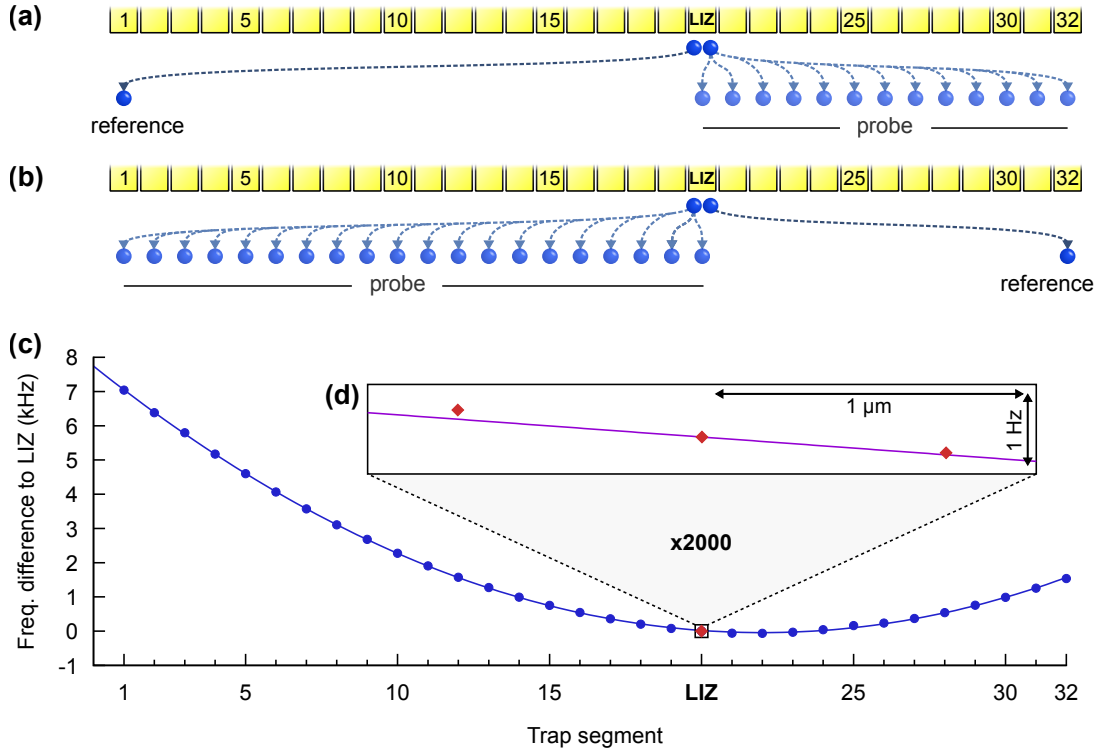 (a)
1 5 10 15 LIZ 25 30 32
reference
probe
(b)
1 5 10 15 LIZ 25 30 32
probe
reference
(c)
Freq. difference to LIZ (kHz)
8
7
6
5
4
3
2
1
0
-1
(d)
1 µm
1 Hz
x2000
1 5 10 15 LIZ 25 30 32
Trap segment